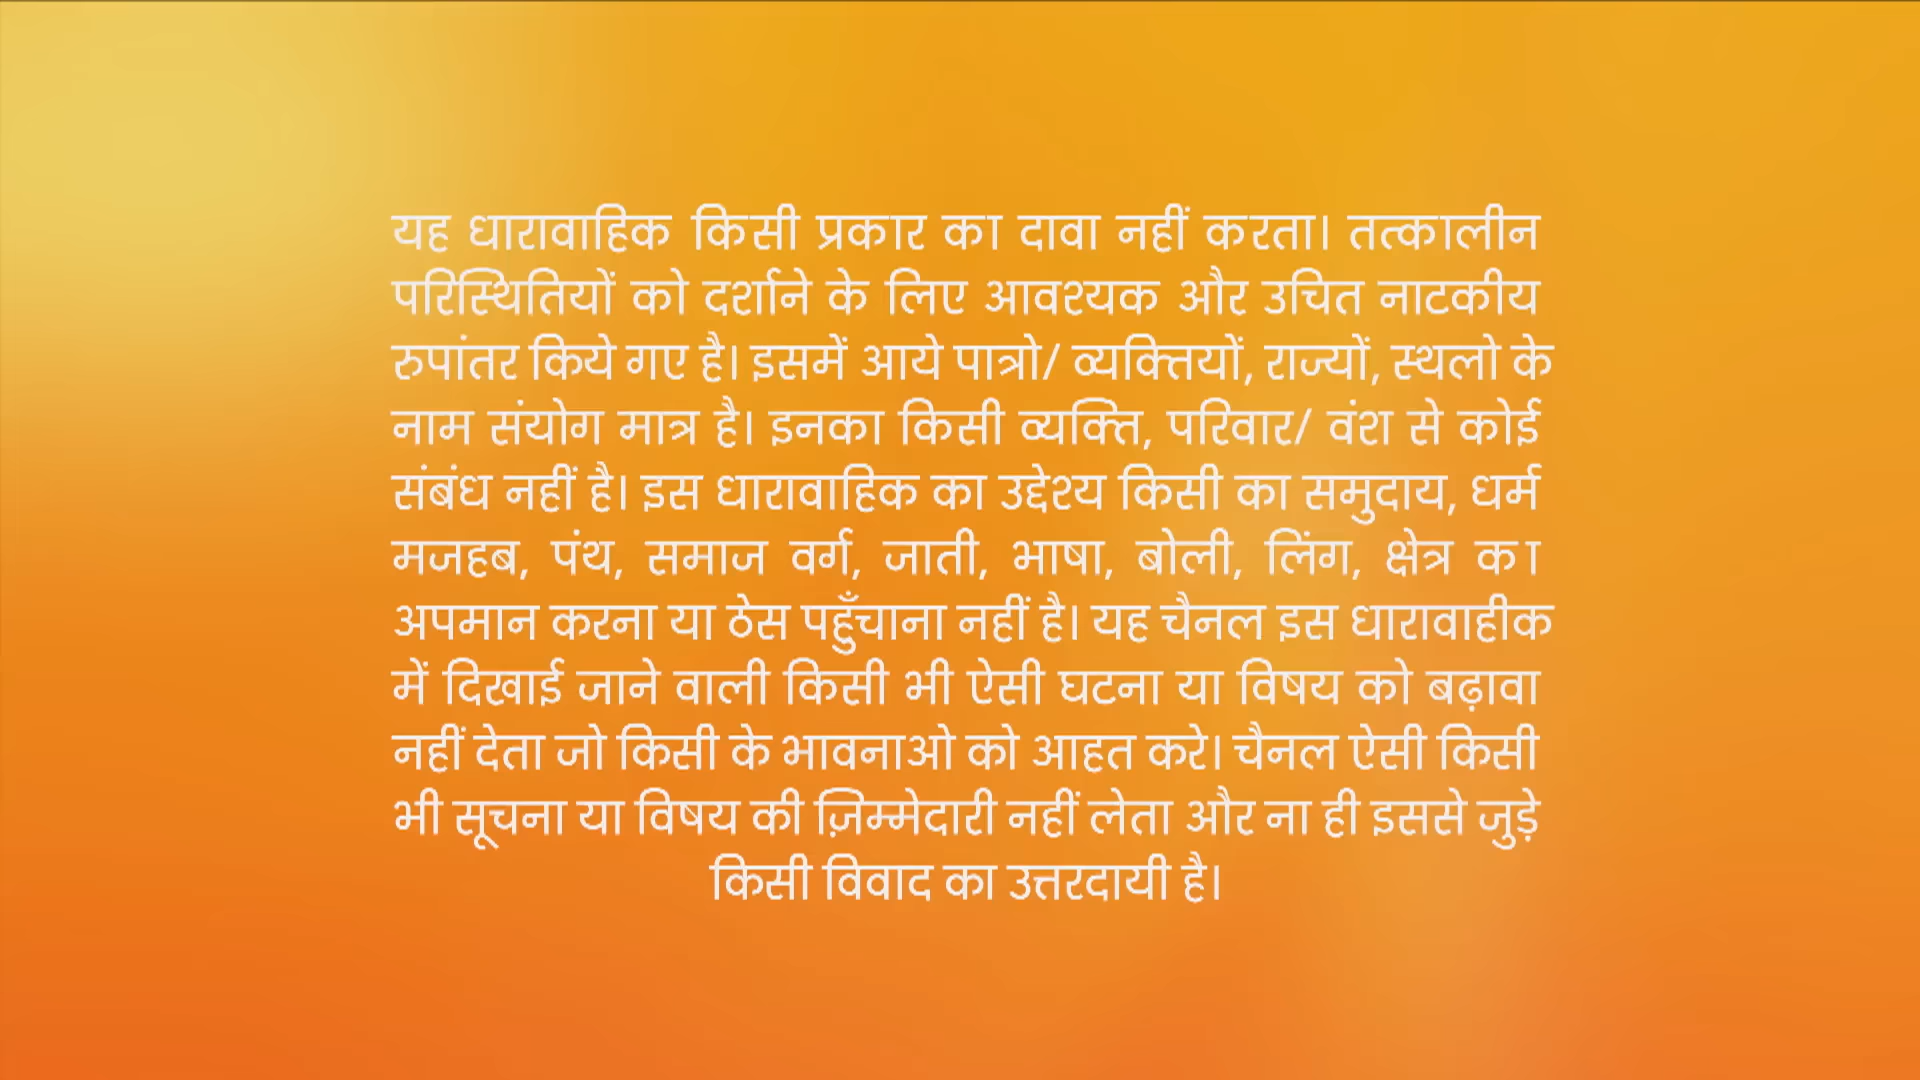 यह धारावाहिक किसी प्रकार का दावा नहीं करता। तत्कालीन
परिस्थितियों को दर्शाने के लिए आवश्यक और उचित नाटकीय
रुपांतर किये गए है। इसमें आये पात्रो/ व्यक्तियों, राज्यों, स्थलो के
नाम संयोग मात्र है। इनका किसी व्यक्ति, परिवार/ वंश से कोई
संबंध नहीं है। इस धारावाहिक का उद्देश्य किसी का समुदाय, धर्म
मजहब, पंथ, समाज वर्ग, जाती, भाषा, बोली, लिंग, क्षेत्र का
अपमान करना या ठेस पहुँचाना नहीं है। यह चैनल इस धारावाहीक
में दिखाई जाने वाली किसी भी ऐसी घटना या विषय को बढ़ावा
नहीं देता जो किसी के भावनाओ को आहत करे। चैनल ऐसी किसी
भी सूचना या विषय की ज़िम्मेदारी नहीं लेता और ना ही इससे जुड़े
किसी विवाद का उत्तरदायी है।